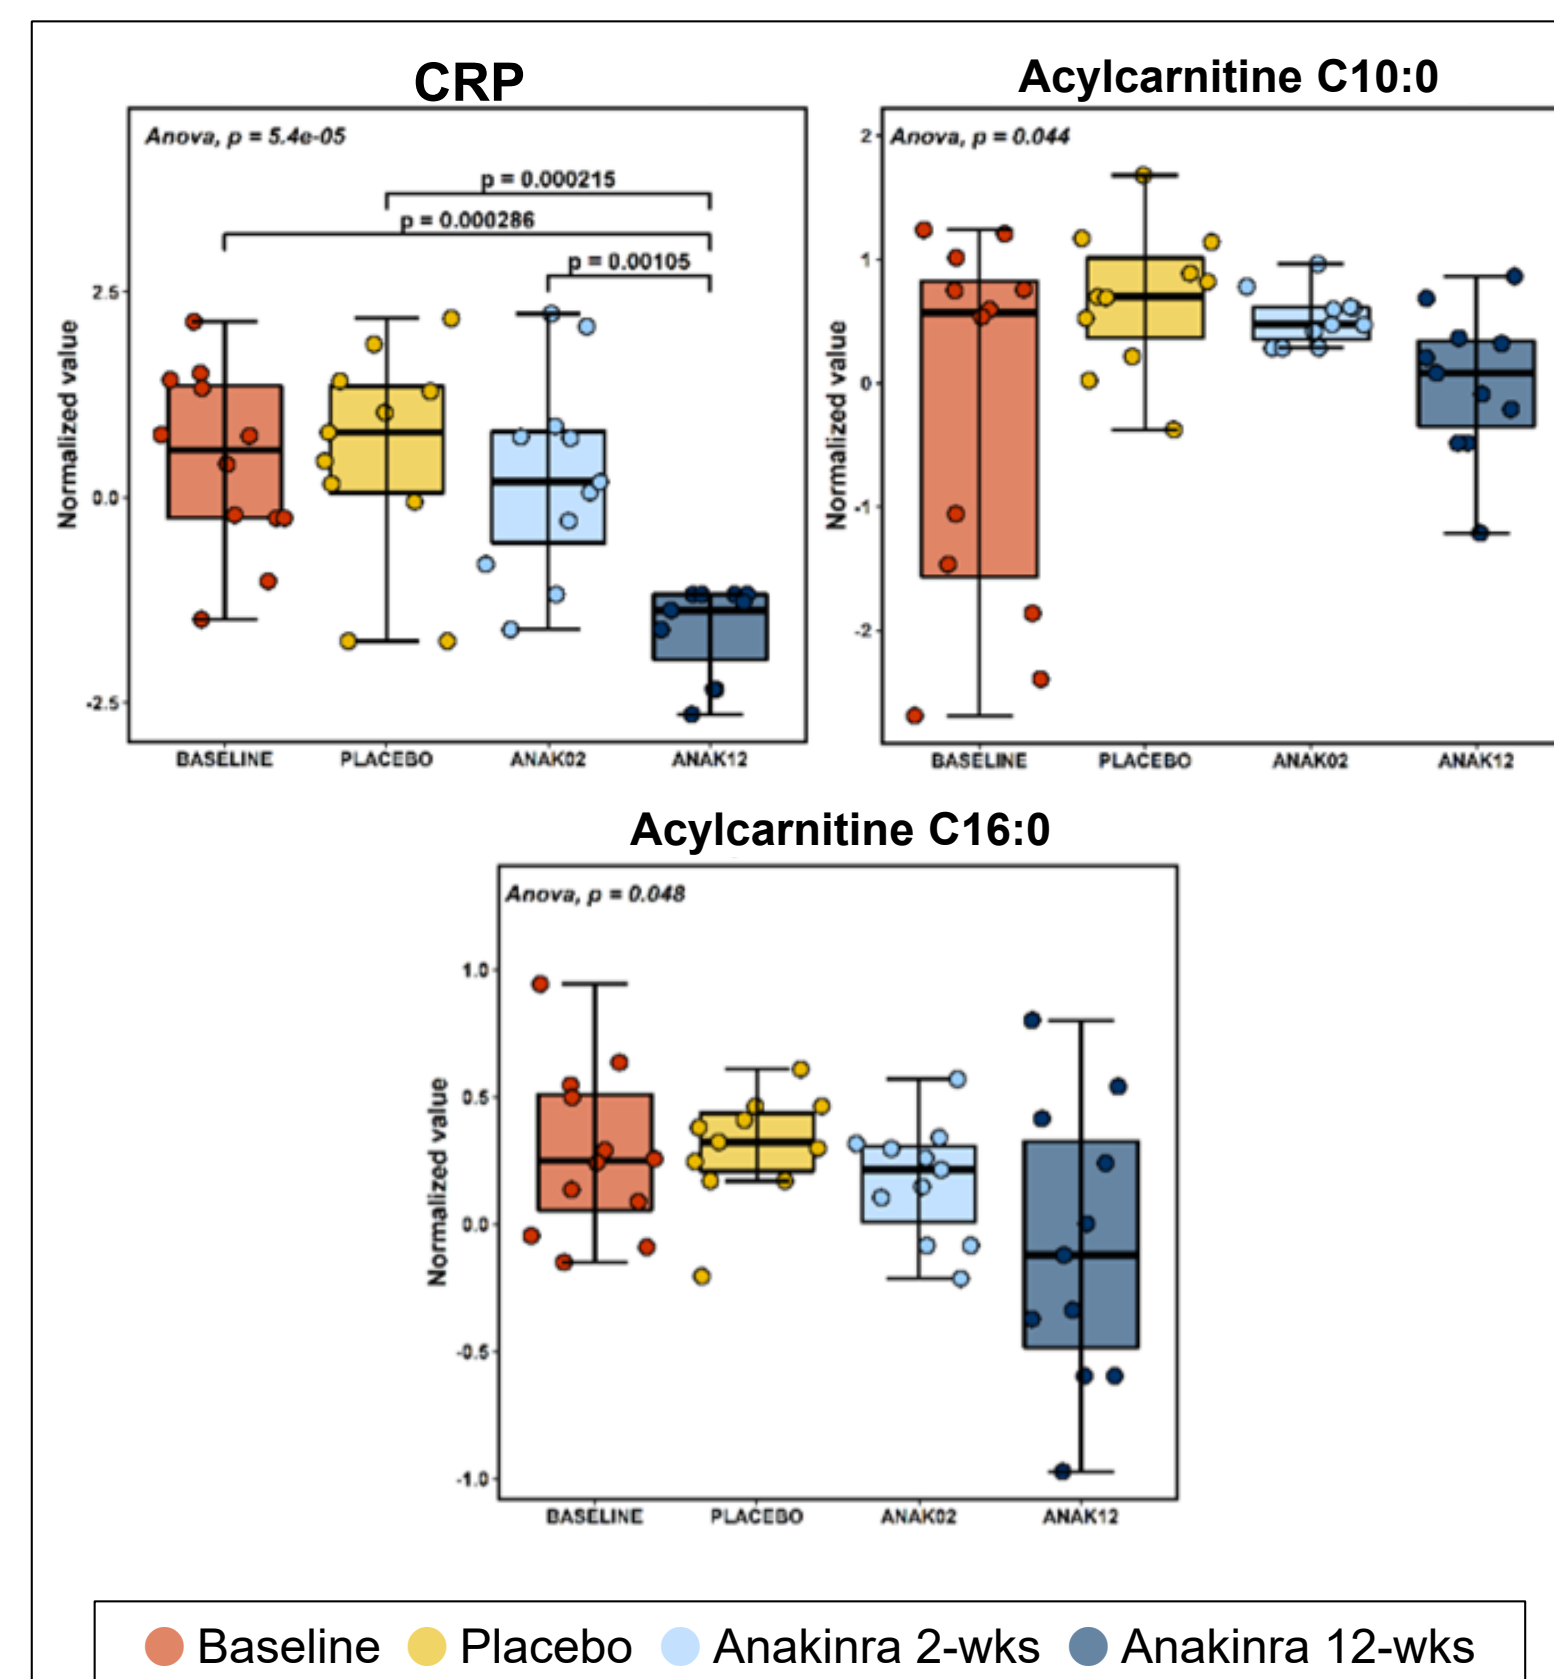 CRP
Anova, p = 5.4e-05
p = 0.000215
p = 0.000286
p = 0.00105
Normalized value
2.5
0.0
-2.5
BASELINE PLACEBO ANAK02 ANAK12
Acylcarnitine C10:0
Anova, p = 0.044
Normalized value
2
1
0
-1
-2
BASELINE PLACEBO ANAK02 ANAK12
Acylcarnitine C16:0
Anova, p = 0.048
Normalized value
1.0
0.5
0.0
-0.5
-1.0
BASELINE PLACEBO ANAK02 ANAK12
Baseline Placebo Anakinra 2-wks Anakinra 12-wks